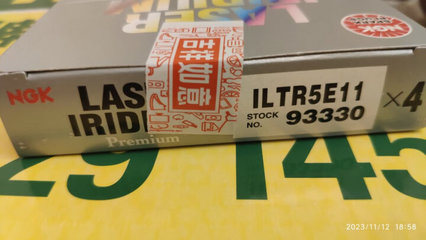 NGK
LAS
IRIDI
Premium
吉祥如意
ILTR5E11
STOCK
NO. 93330
×4
NGK
29 145
2023/11/12 18:58